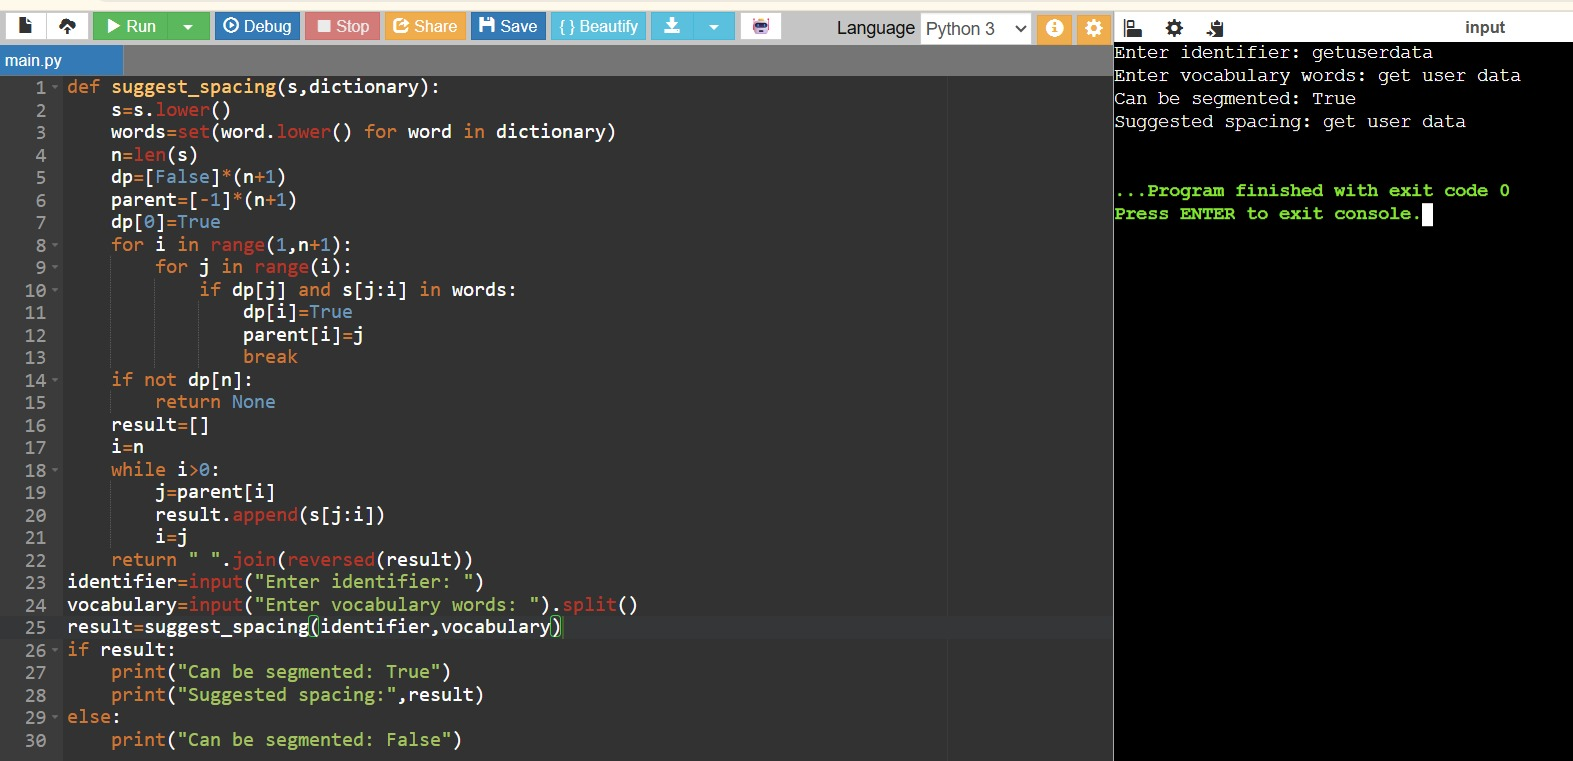 Run Debug Stop Share Save { } Beautify Language Python 3
main.py
1 def suggest_spacing(s,dictionary):
2     s=s.lower()
3     words=set(word.lower() for word in dictionary)
4     n=len(s)
5     dp=[False]*(n+1)
6     parent=[-1]*(n+1)
7     dp[0]=True
8     for i in range(1,n+1):
9         for j in range(i):
10             if dp[j] and s[j:i] in words:
11                 dp[i]=True
12                 parent[i]=j
13                 break
14     if not dp[n]:
15         return None
16     result=[]
17     i=n
18     while i>0:
19         j=parent[i]
20         result.append(s[j:i])
21         i=j
22     return " ".join(reversed(result))
23 identifier=input("Enter identifier: ")
24 vocabulary=input("Enter vocabulary words: ").split()
25 result=suggest_spacing(identifier,vocabulary)
26 if result:
27     print("Can be segmented: True")
28     print("Suggested spacing:",result)
29 else:
30     print("Can be segmented: False")
input
Enter identifier: getuserdata
Enter vocabulary words: get user data
Can be segmented: True
Suggested spacing: get user data
...Program finished with exit code 0
Press ENTER to exit console.